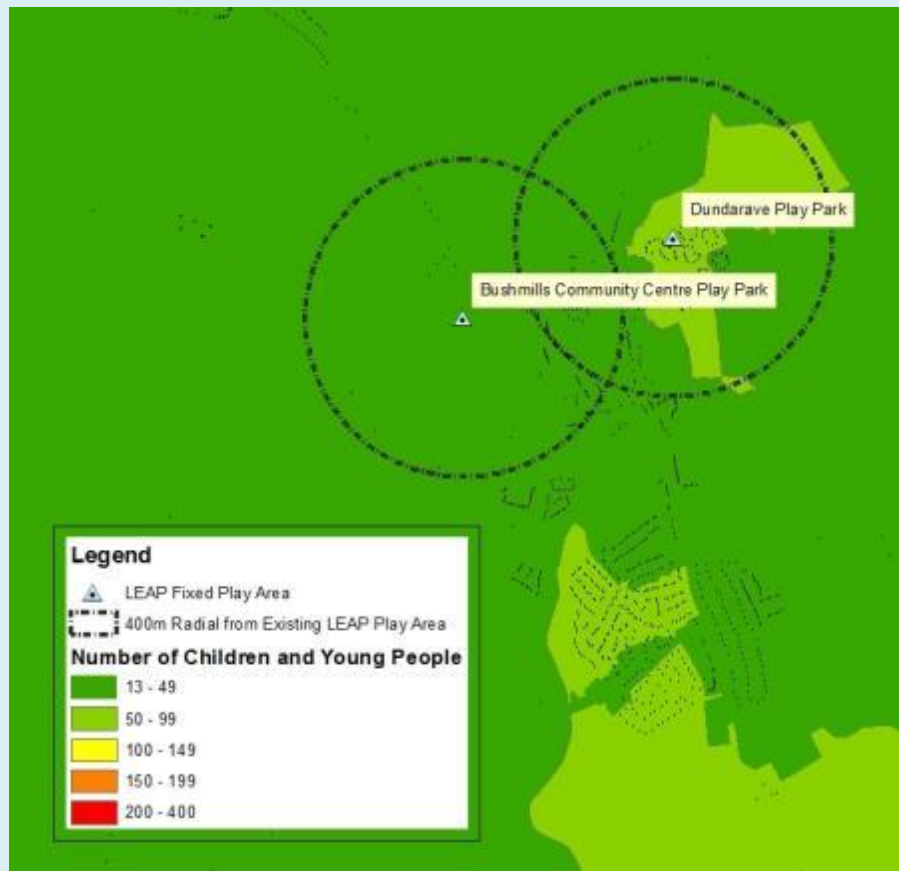 Dundarave Play Park
Bushmills Community Centre Play Park
Legend
LEAP Fixed Play Area
400m Radial from Existing LEAP Play Area
Number of Children and Young People
13 - 49
50 - 99
100 - 149
150 - 199
200 - 400